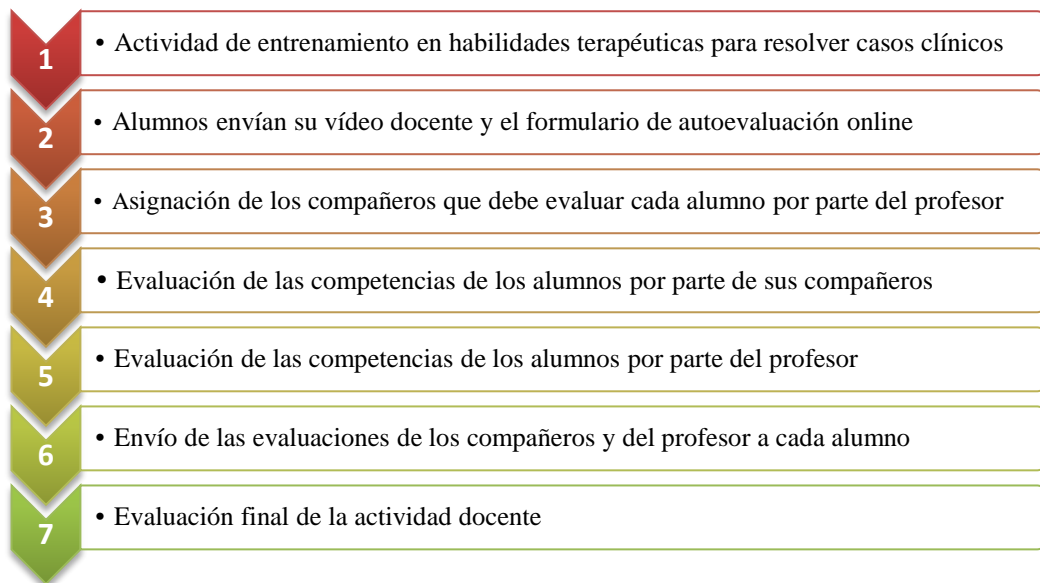 1
• Actividad de entrenamiento en habilidades terapéuticas para resolver casos clínicos
2
• Alumnos envían su vídeo docente y el formulario de autoevaluación online
3
• Asignación de los compañeros que debe evaluar cada alumno por parte del profesor
4
• Evaluación de las competencias de los alumnos por parte de sus compañeros
5
• Evaluación de las competencias de los alumnos por parte del profesor
6
• Envío de las evaluaciones de los compañeros y del profesor a cada alumno
7
• Evaluación final de la actividad docente